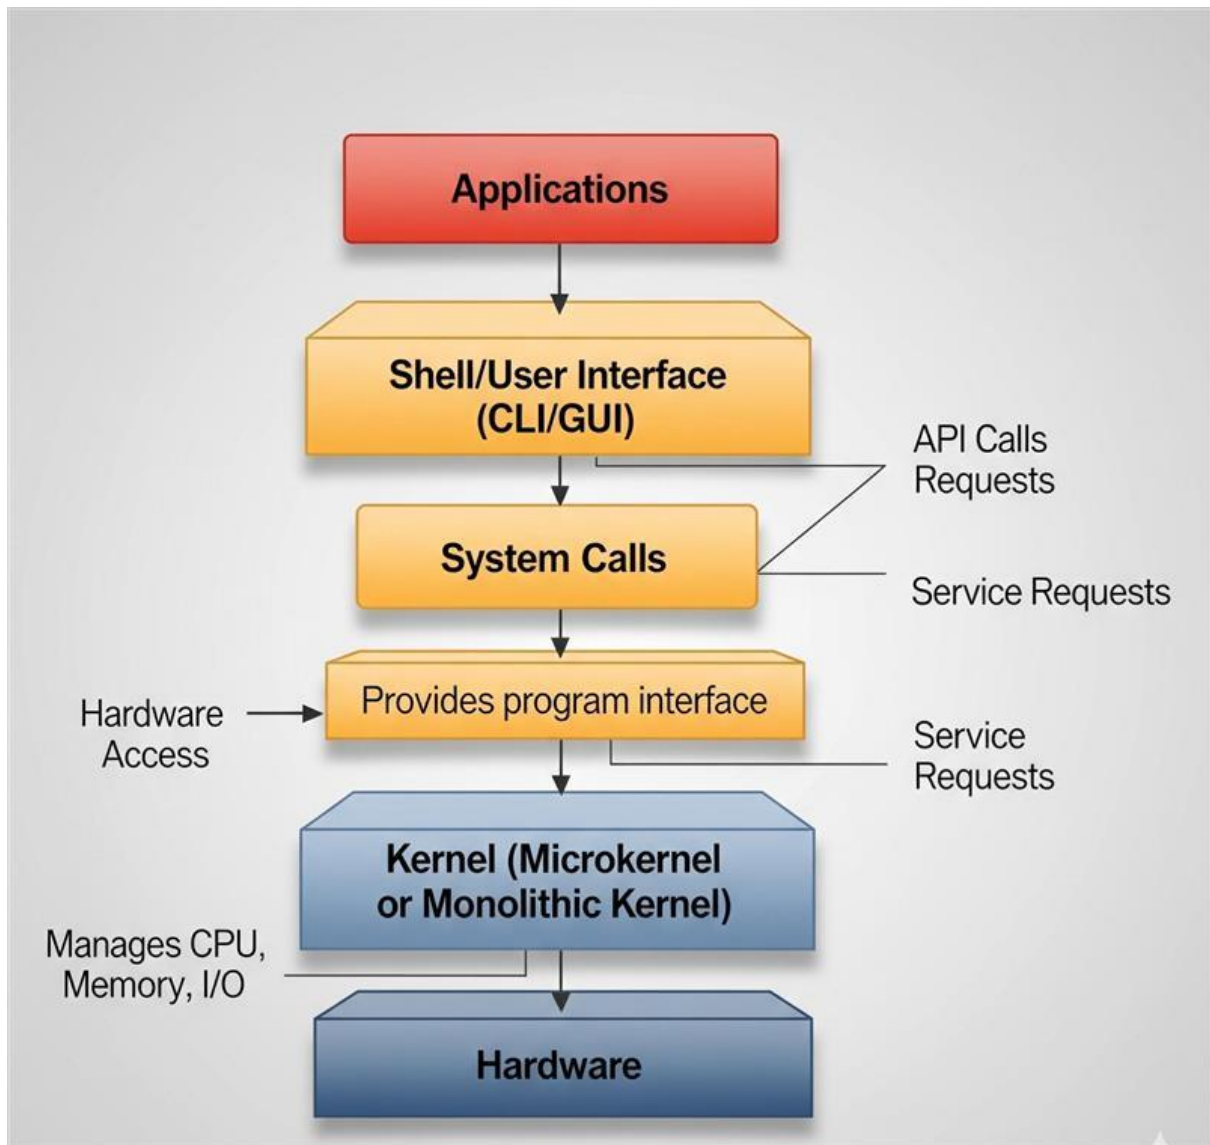 Applications
Shell/User Interface
(CLI/GUI)
API Calls
Requests
System Calls
Service Requests
Provides program interface
Hardware
Access
Service
Requests
Kernel (Microkernel
or Monolithic Kernel)
Manages CPU,
Memory, I/O
Hardware